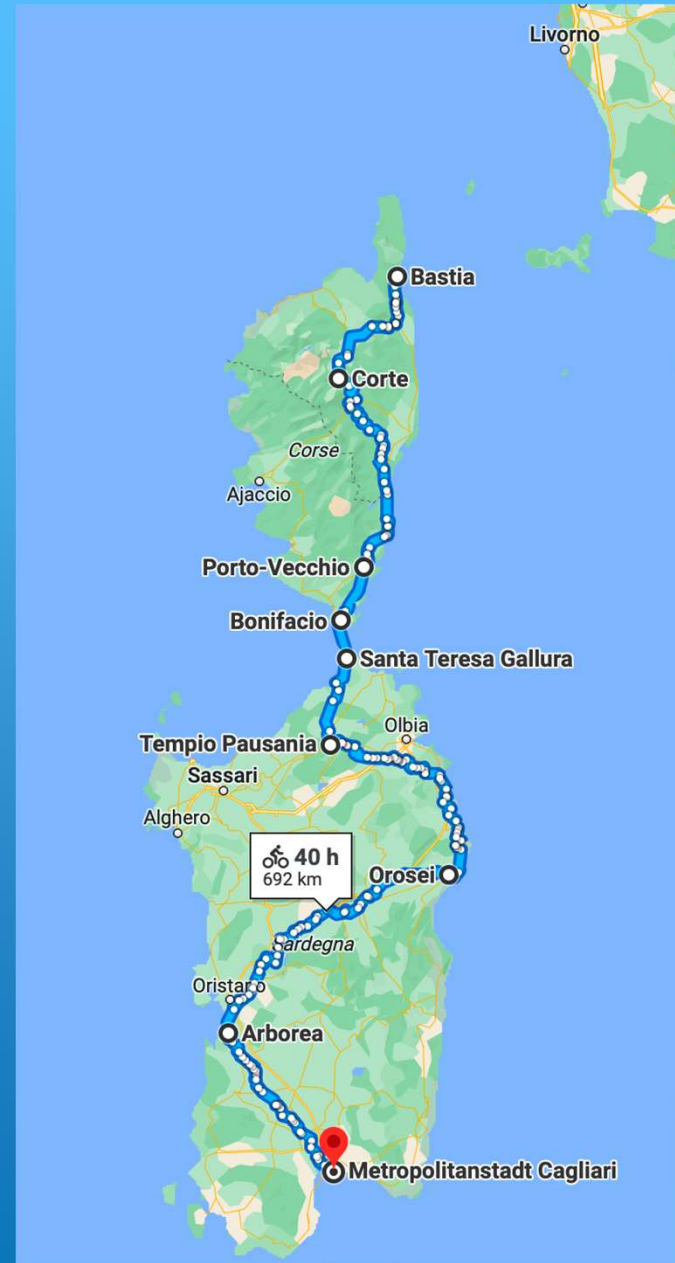 Livorno
Bastia
Corte
Corse
Ajaccio
Porto-Vecchio
Bonifacio
Santa Teresa Gallura
Olbia
Tempio Pausania
Sassari
Alghero
40 h
692 km
Orosei
Sardegna
Oristano
Arborea
Metropolitanstadt Cagliari